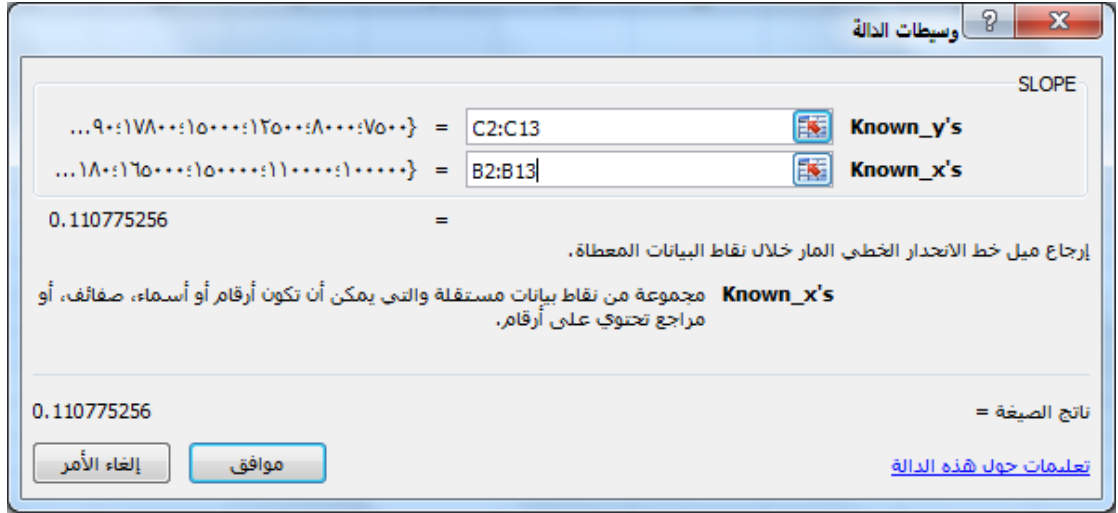 وسيطات الدالة
SLOPE
Known_y's C2:C13 = {٧٥٠٠؛٨٠٠٠؛١٢٥٠٠؛١٥٠٠٠؛١٧٨٠٠؛٩٠...
Known_x's B2:B13 = {١٠٠٠٠٠؛١١٠٠٠٠؛١٥٠٠٠٠؛١٦٥٠٠٠؛١٨٠...
= 0.110775256
إرجاع ميل خط الانحدار الخطي المار خلال نقاط البيانات المعطاة.
Known_x's مجموعة من نقاط بيانات مستقلة والتي يمكن أن تكون أرقام أو أسماء، صفائف، أو
مراجع تحتوي على أرقام.
ناتج الصيغة = 0.110775256
تعليمات حول هذه الدالة
موافق
إلغاء الأمر